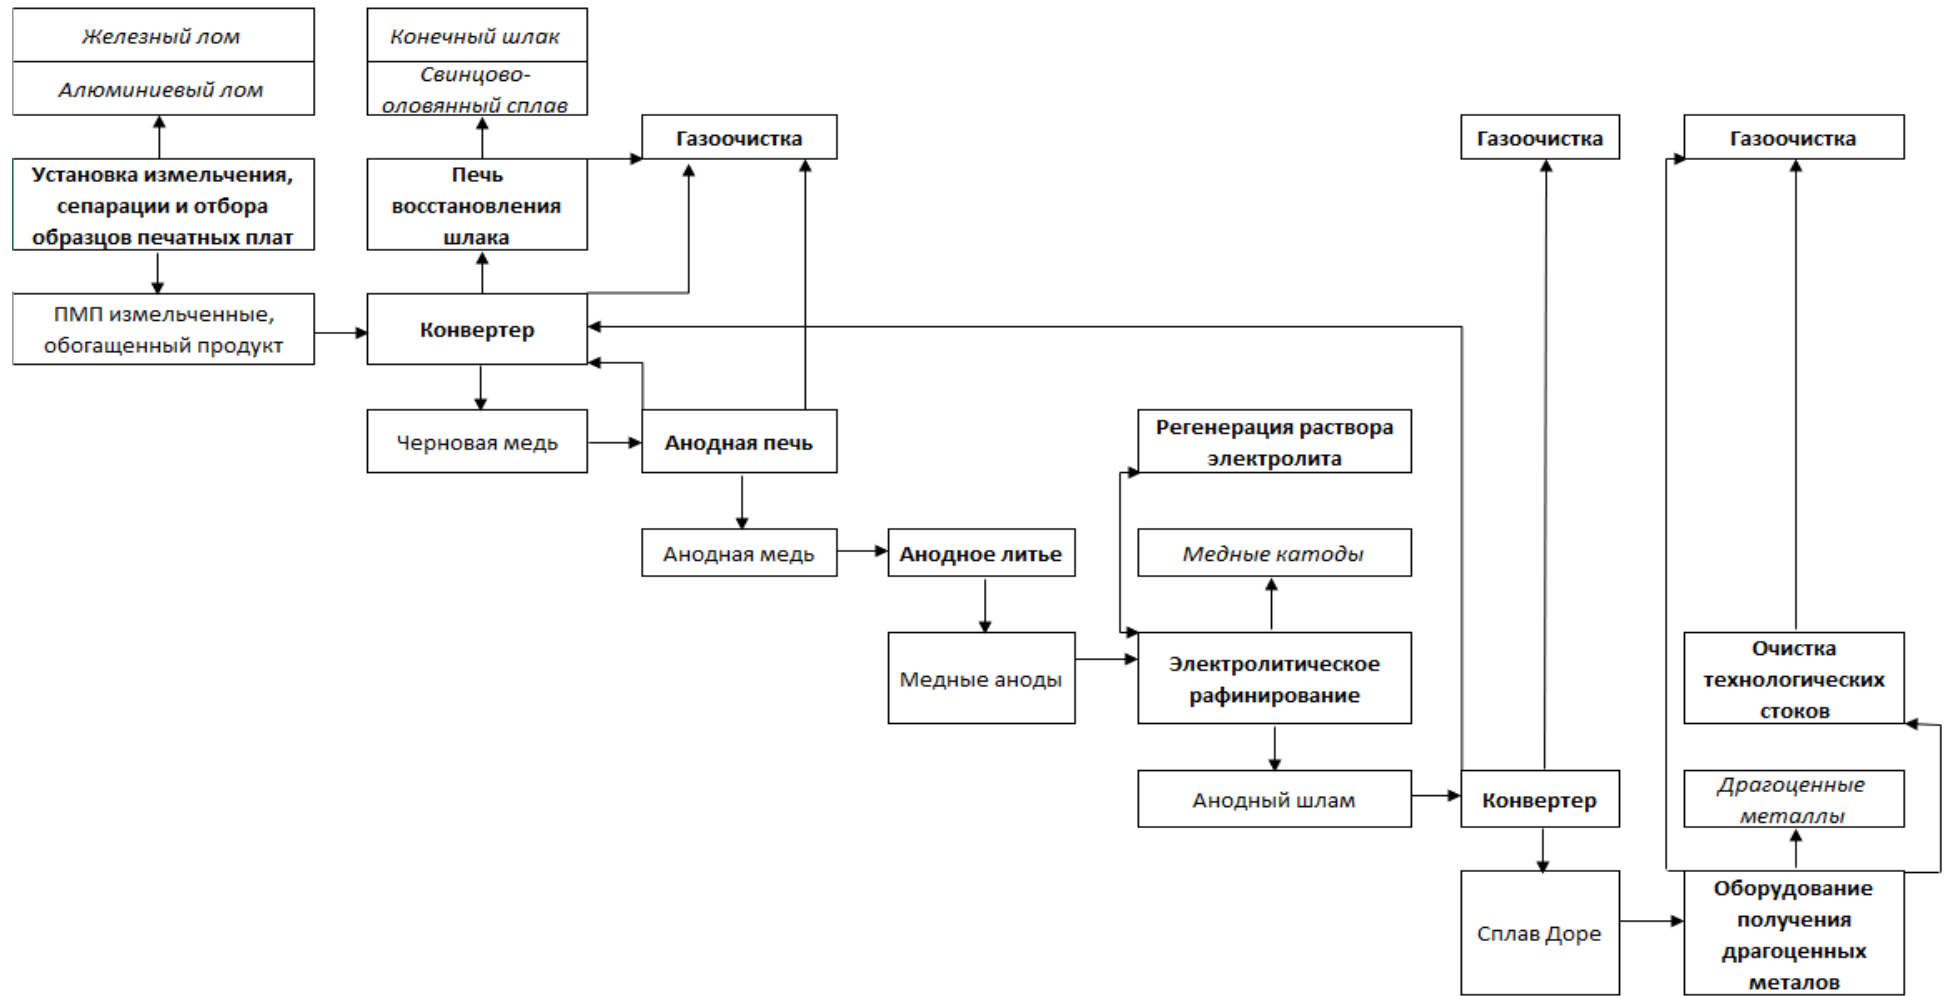 Железный лом
Алюминиевый лом
Конечный шлак
Свинцово-
оловянный сплав
Газоочистка
Газоочистка
Газоочистка
Установка измельчения,
сепарации и отбора
образцов печатных плат
Печь
восстановления
шлака
ПМП измельченные,
обогащенный продукт
Конвертер
Черновая медь
Анодная печь
Регенерация раствора
электролита
Анодная медь
Анодное литье
Медные катоды
Медные аноды
Электролитическое
рафинирование
Очистка
технологических
стоков
Анодный шлам
Конвертер
Драгоценные
металлы
Сплав Доре
Оборудование
получения
драгоценных
металов